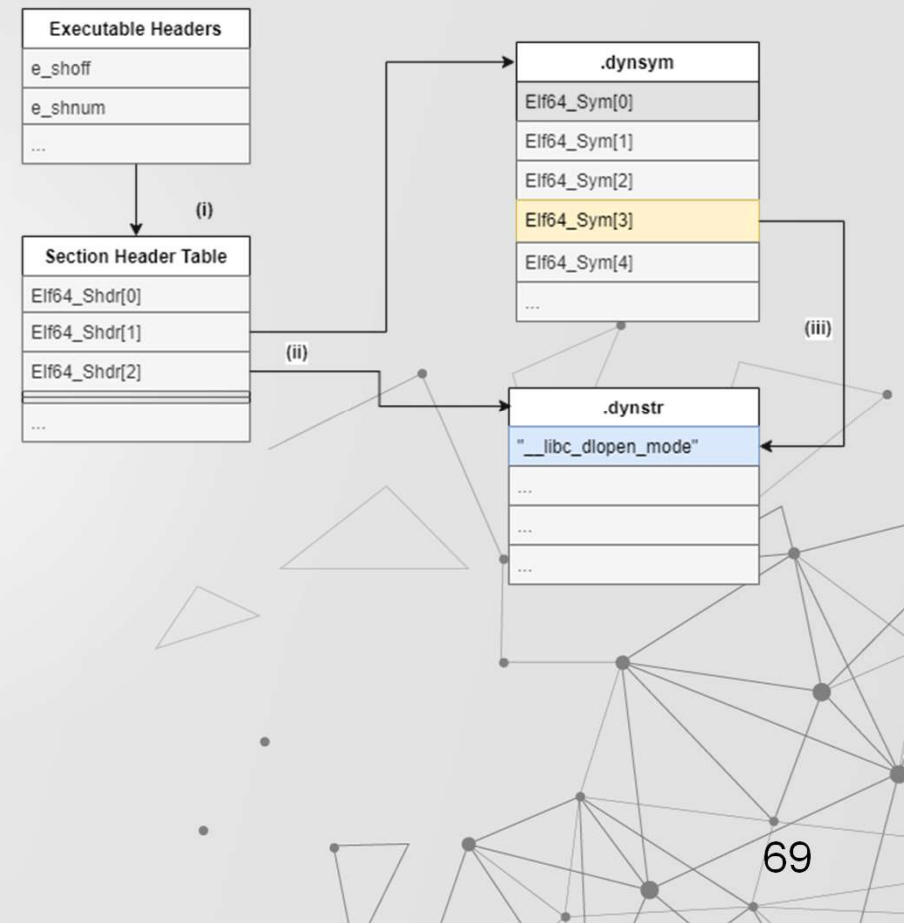 Executable Headers
e_shoff
e_shnum
...
(i)
Section Header Table
Elf64_Shdr[0]
Elf64_Shdr[1]
Elf64_Shdr[2]
...
(ii)
.dynsym
Elf64_Sym[0]
Elf64_Sym[1]
Elf64_Sym[2]
Elf64_Sym[3]
Elf64_Sym[4]
...
(iii)
.dynstr
"__libc_dlopen_mode"
...
...
...
69